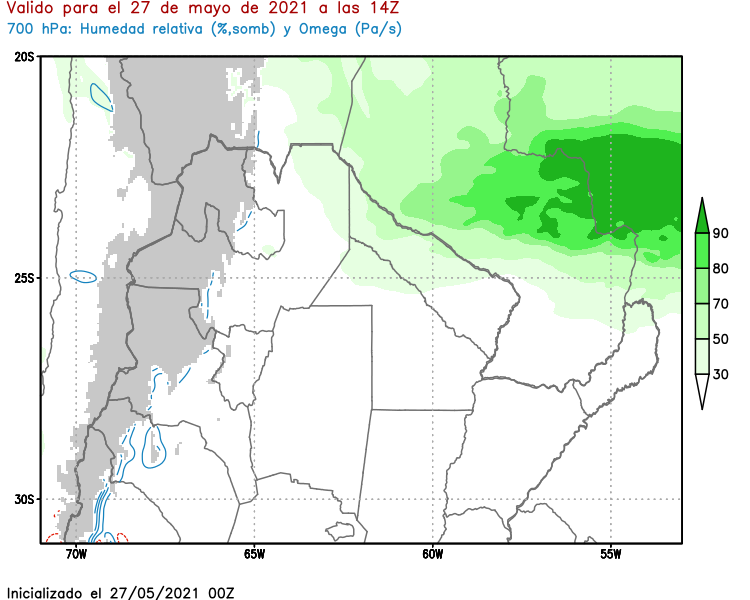 Valido para el 27 de mayo de 2021 a las 14Z
700 hPa: Humedad relativa (%,somb) y Omega (Pa/s)
20S
25S
30S
90
80
70
50
30
70W
65W
60W
55W
Inicializado el 27/05/2021 00Z